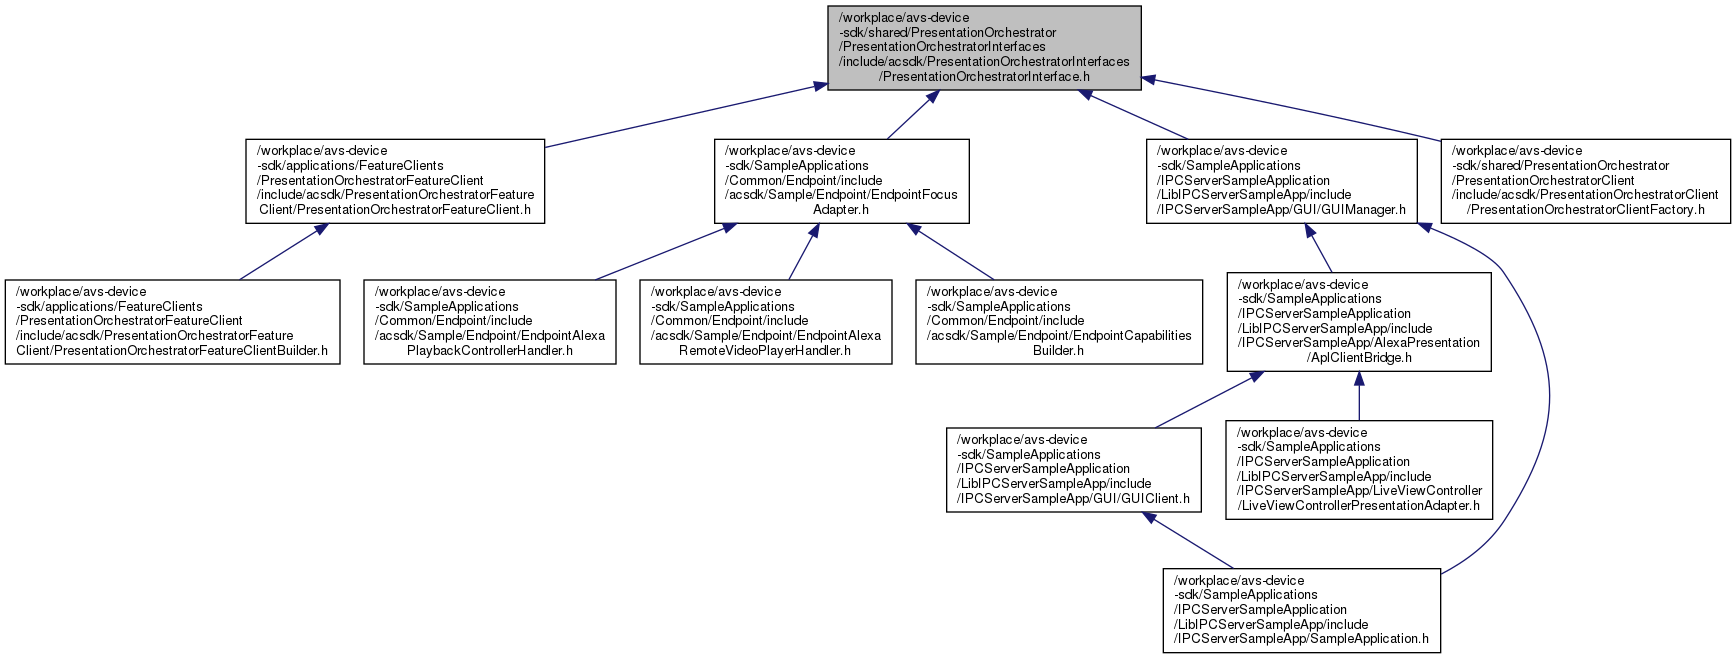 /workplace/avs-device
-sdk/shared/PresentationOrchestrator
/PresentationOrchestratorInterfaces
/include/acsdk/PresentationOrchestratorInterfaces
/PresentationOrchestratorInterface.h
/workplace/avs-device
-sdk/applications/FeatureClients
/PresentationOrchestratorFeatureClient
/include/acsdk/PresentationOrchestratorFeature
Client/PresentationOrchestratorFeatureClient.h
/workplace/avs-device
-sdk/SampleApplications
/Common/Endpoint/include
/acsdk/Sample/Endpoint/EndpointFocus
Adapter.h
/workplace/avs-device
-sdk/SampleApplications
/IPCServerSampleApplication
/LibIPCServerSampleApp/include
/IPCServerSampleApp/GUI/GUIManager.h
/workplace/avs-device
-sdk/shared/PresentationOrchestrator
/PresentationOrchestratorClient
/include/acsdk/PresentationOrchestratorClient
/PresentationOrchestratorClientFactory.h
/workplace/avs-device
-sdk/applications/FeatureClients
/PresentationOrchestratorFeatureClient
/include/acsdk/PresentationOrchestratorFeature
Client/PresentationOrchestratorFeatureClientBuilder.h
/workplace/avs-device
-sdk/SampleApplications
/Common/Endpoint/include
/acsdk/Sample/Endpoint/EndpointAlexa
PlaybackControllerHandler.h
/workplace/avs-device
-sdk/SampleApplications
/Common/Endpoint/include
/acsdk/Sample/Endpoint/EndpointAlexa
RemoteVideoPlayerHandler.h
/workplace/avs-device
-sdk/SampleApplications
/Common/Endpoint/include
/acsdk/Sample/Endpoint/EndpointCapabilities
Builder.h
/workplace/avs-device
-sdk/SampleApplications
/IPCServerSampleApplication
/LibIPCServerSampleApp/include
/IPCServerSampleApp/AlexaPresentation
/AplClientBridge.h
/workplace/avs-device
-sdk/SampleApplications
/IPCServerSampleApplication
/LibIPCServerSampleApp/include
/IPCServerSampleApp/GUI/GUIClient.h
/workplace/avs-device
-sdk/SampleApplications
/IPCServerSampleApplication
/LibIPCServerSampleApp/include
/IPCServerSampleApp/LiveViewController
/LiveViewControllerPresentationAdapter.h
/workplace/avs-device
-sdk/SampleApplications
/IPCServerSampleApplication
/LibIPCServerSampleApp/include
/IPCServerSampleApp/SampleApplication.h